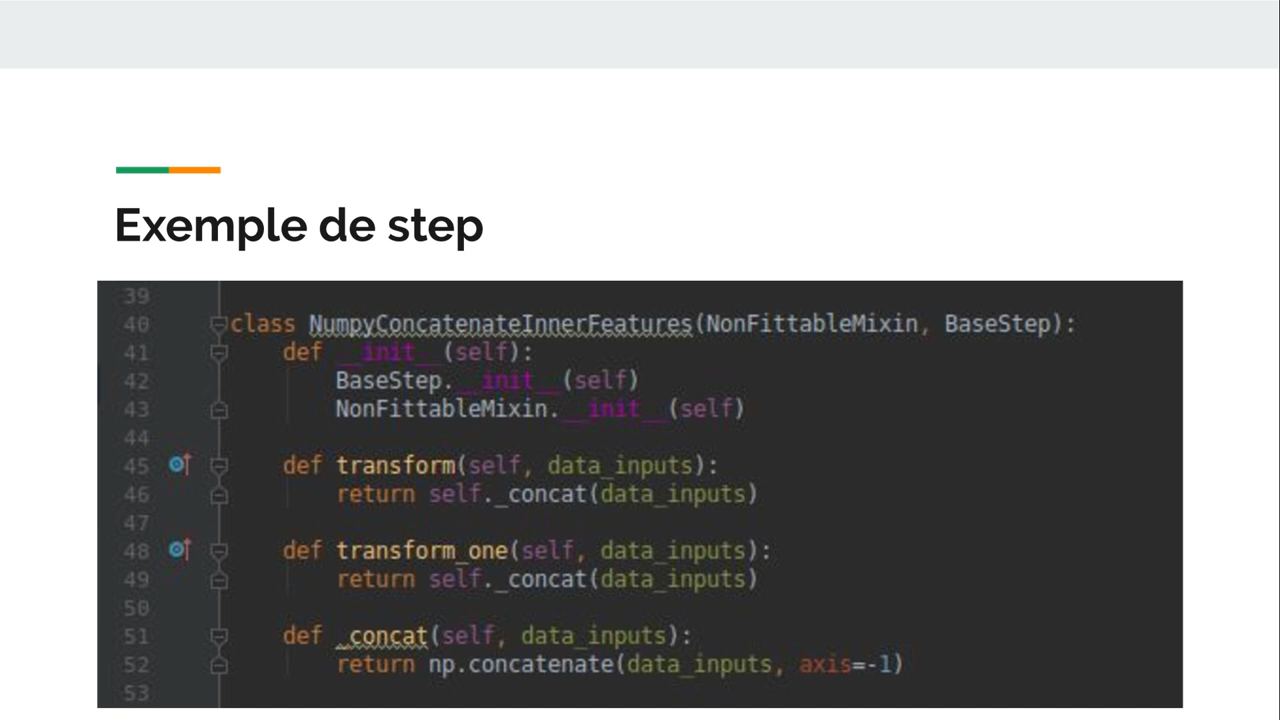 Exemple de step
39
40 class NumpyConcatenateInnerFeatures(NonFittableMixin, BaseStep):
41     def __init__(self):
42         BaseStep.__init__(self)
43         NonFittableMixin.__init__(self)
44
45     def transform(self, data_inputs):
46         return self._concat(data_inputs)
47
48     def transform_one(self, data_inputs):
49         return self._concat(data_inputs)
50
51     def _concat(self, data_inputs):
52         return np.concatenate(data_inputs, axis=-1)
53